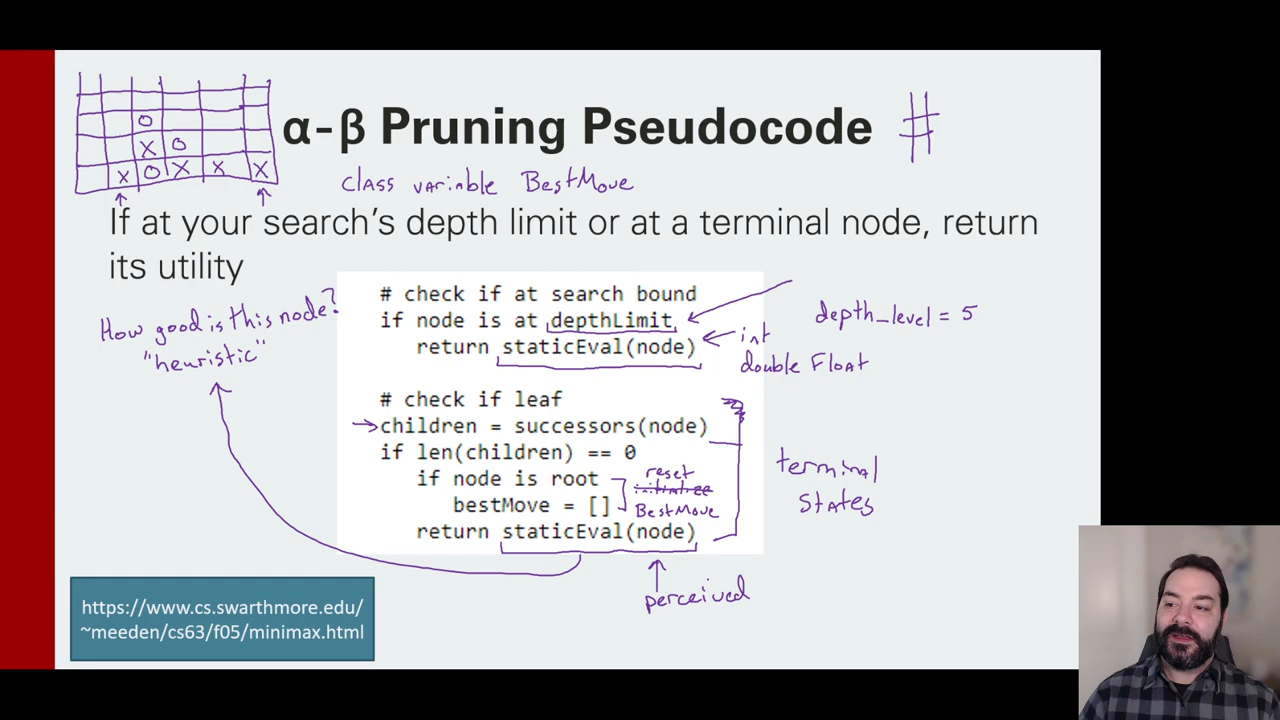 α-β Pruning Pseudocode #
O
X O
X O X X X
class variable BestMove
If at your search's depth limit or at a terminal node, return
its utility
How good is this node?
"heuristic"
# check if at search bound
if node is at depthLimit
return staticEval(node)
int
double Float
depth_level = 5
# check if leaf
children = successors(node)
if len(children) == 0
if node is root
bestMove = []
return staticEval(node)
reset
initialize
BestMove
terminal
states
perceived
https://www.cs.swarthmore.edu/
~meeden/cs63/f05/minimax.html